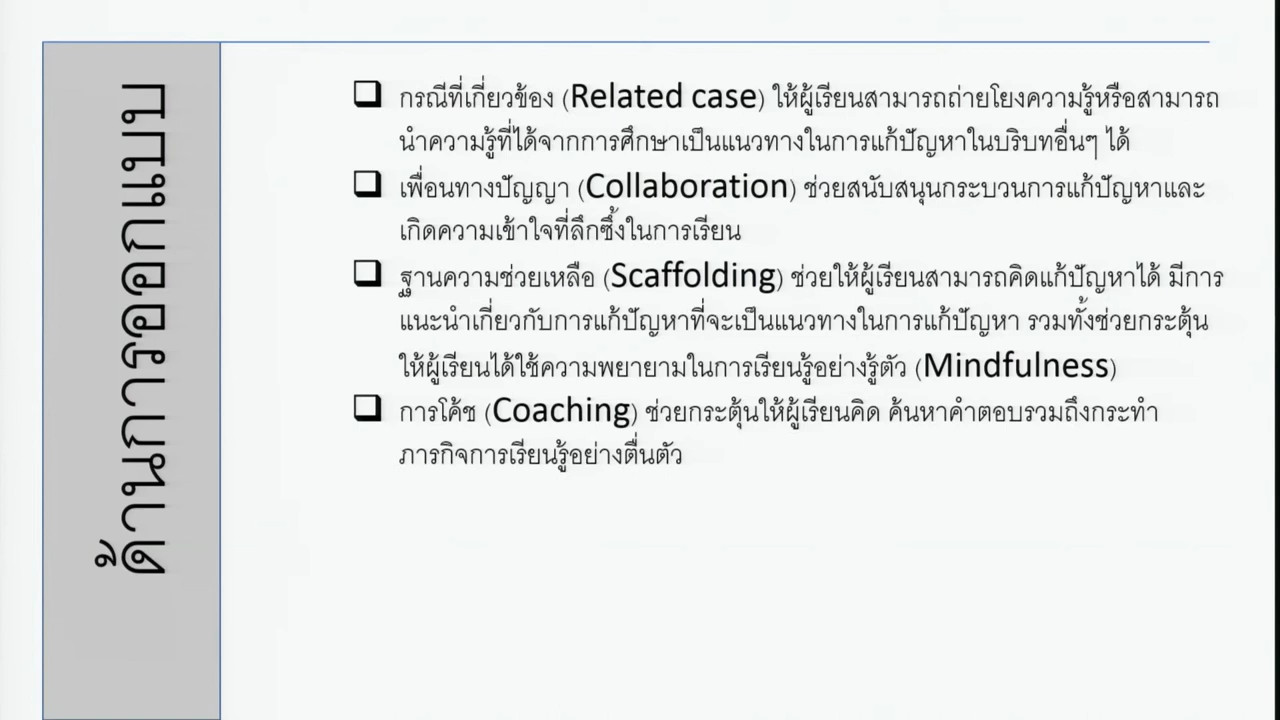 ด้านการออกแบบ
กรณีที่เกี่ยวข้อง (Related case) ให้ผู้เรียนสามารถถ่ายโยงความรู้หรือสามารถ
นำความรู้ที่ได้จากการศึกษาเป็นแนวทางในการแก้ปัญหาในบริบทอื่นๆ ได้
เพื่อนทางปัญญา (Collaboration) ช่วยสนับสนุนกระบวนการแก้ปัญหาและ
เกิดความเข้าใจที่ลึกซึ้งในการเรียน
ฐานความช่วยเหลือ (Scaffolding) ช่วยให้ผู้เรียนสามารถคิดแก้ปัญหาได้ มีการ
แนะนำเกี่ยวกับการแก้ปัญหาที่จะเป็นแนวทางในการแก้ปัญหา รวมทั้งช่วยกระตุ้น
ให้ผู้เรียนได้ใช้ความพยายามในการเรียนรู้อย่างรู้ตัว (Mindfulness)
การโค้ช (Coaching) ช่วยกระตุ้นให้ผู้เรียนคิด ค้นหาคำตอบรวมถึงกระทำ
ภารกิจการเรียนรู้อย่างตื่นตัว